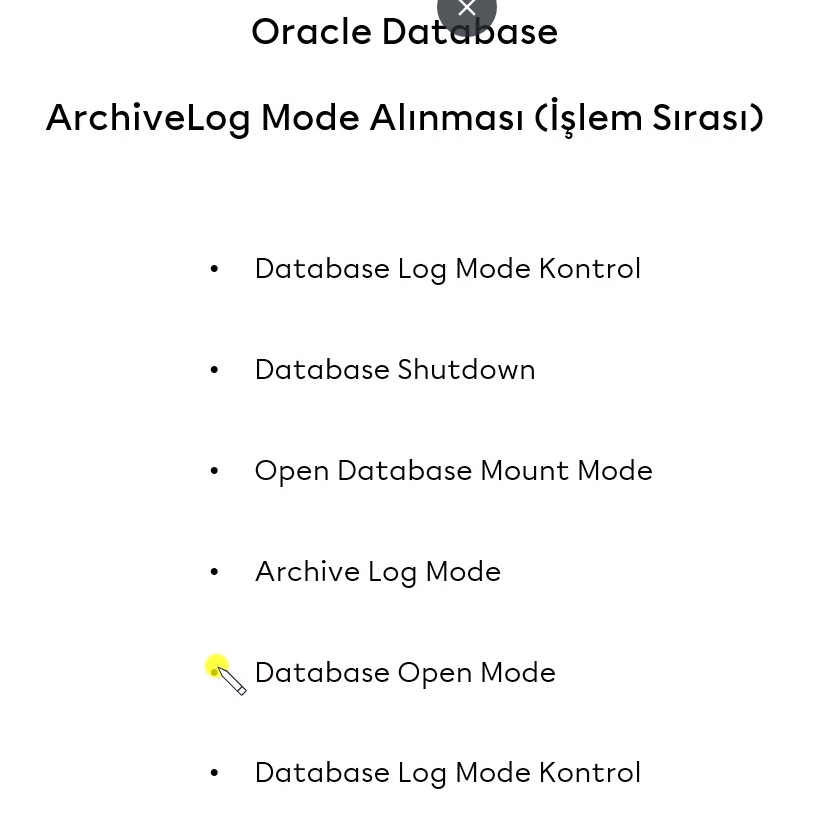 Oracle Database
ArchiveLog Mode Alınması (İşlem Sırası)
• Database Log Mode Kontrol
• Database Shutdown
• Open Database Mount Mode
• Archive Log Mode
• Database Open Mode
• Database Log Mode Kontrol